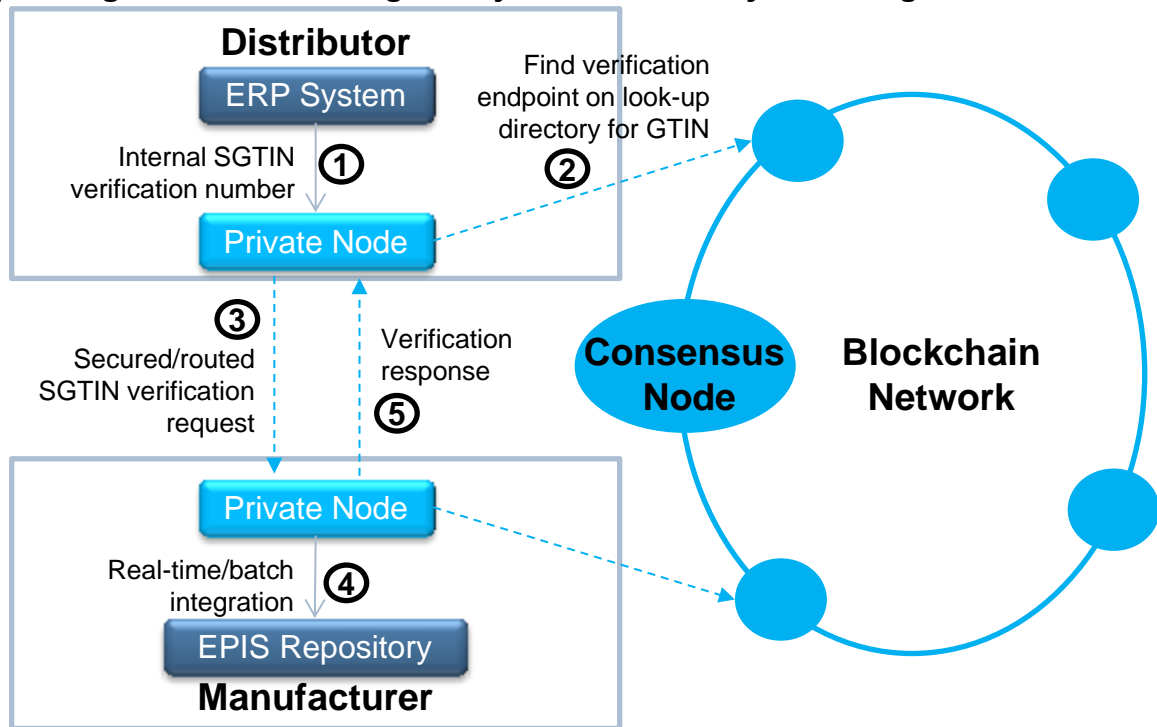 Distributor
ERP System
Internal SGTIN
verification number
①
Private Node
Find verification
endpoint on look-up
directory for GTIN
②
③
Secured/routed
SGTIN verification
request
Verification
response
⑤
Consensus
Node
Blockchain
Network
Private Node
Real-time/batch
integration
④
EPIS Repository
Manufacturer